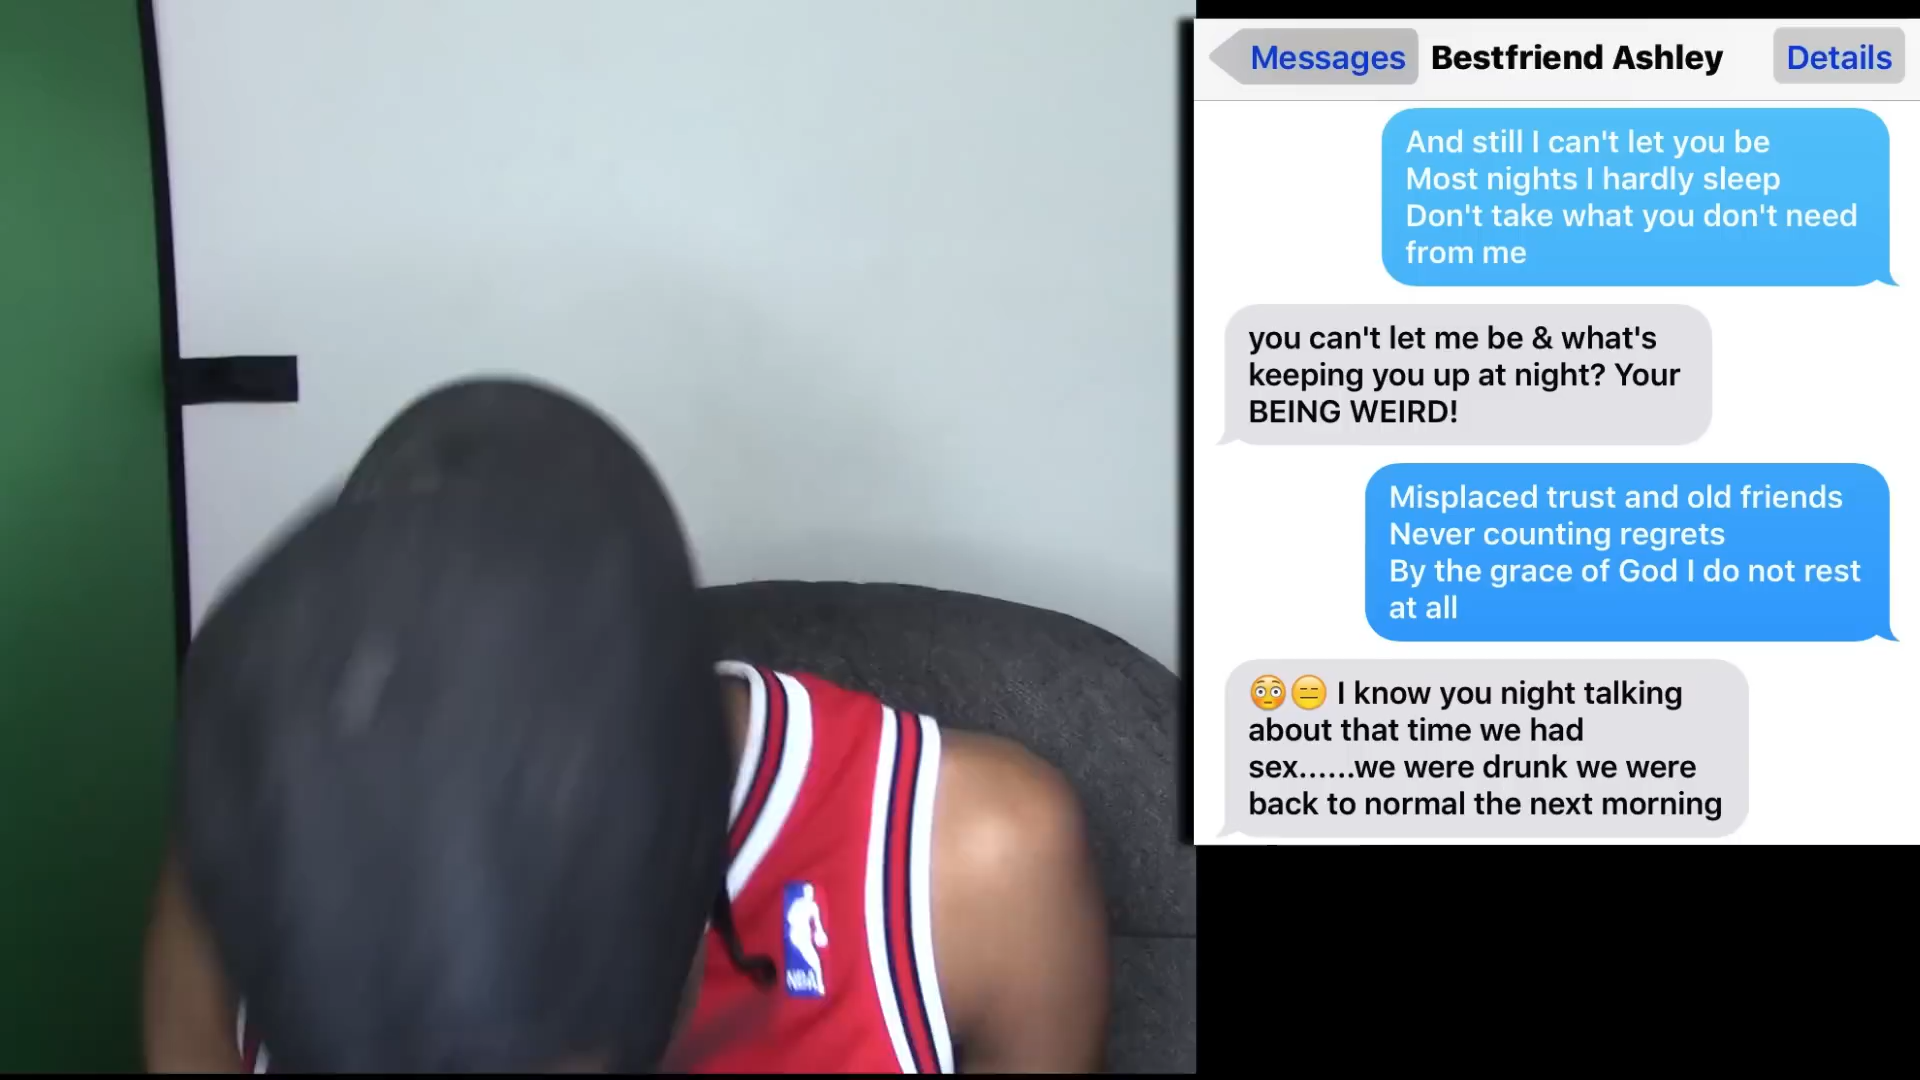 Messages
Bestfriend Ashley
Details
And still I can't let you be
Most nights I hardly sleep
Don't take what you don't need
from me
you can't let me be & what's
keeping you up at night? Your
BEING WEIRD!
Misplaced trust and old friends
Never counting regrets
By the grace of God I do not rest
at all
😳😑 I know you night talking
about that time we had
sex......we were drunk we were
back to normal the next morning
NBA